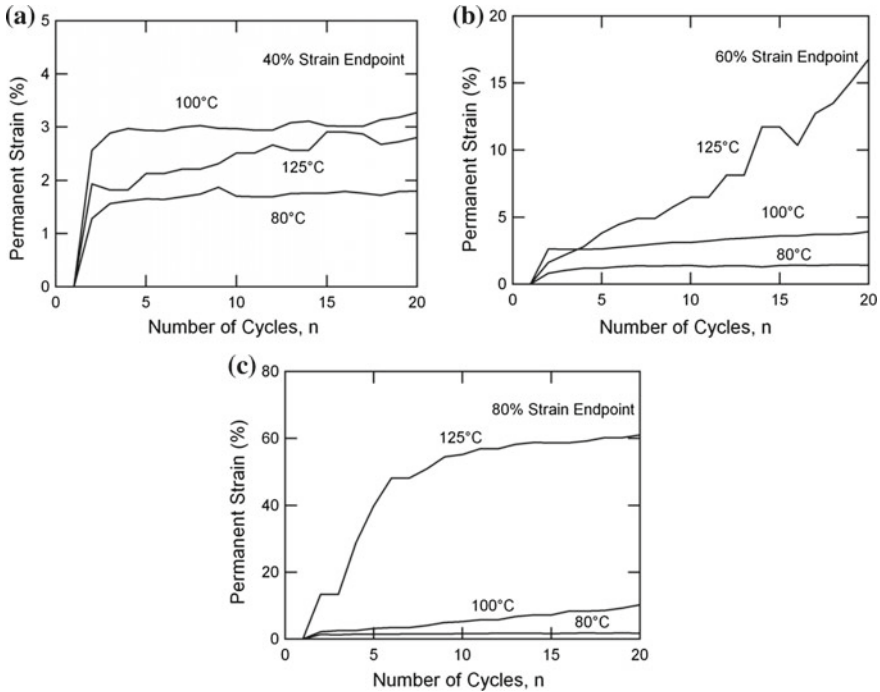 (a)
5
4
3
2
1
0
0 5 10 15 20
Permanent Strain (%)
Number of Cycles, n
40% Strain Endpoint
100°C
125°C
80°C
(b)
20
15
10
5
0
0 5 10 15 20
Permanent Strain (%)
Number of Cycles, n
60% Strain Endpoint
125°C
100°C
80°C
(c)
80
60
40
20
0
0 5 10 15 20
Permanent Strain (%)
Number of Cycles, n
80% Strain Endpoint
125°C
100°C
80°C